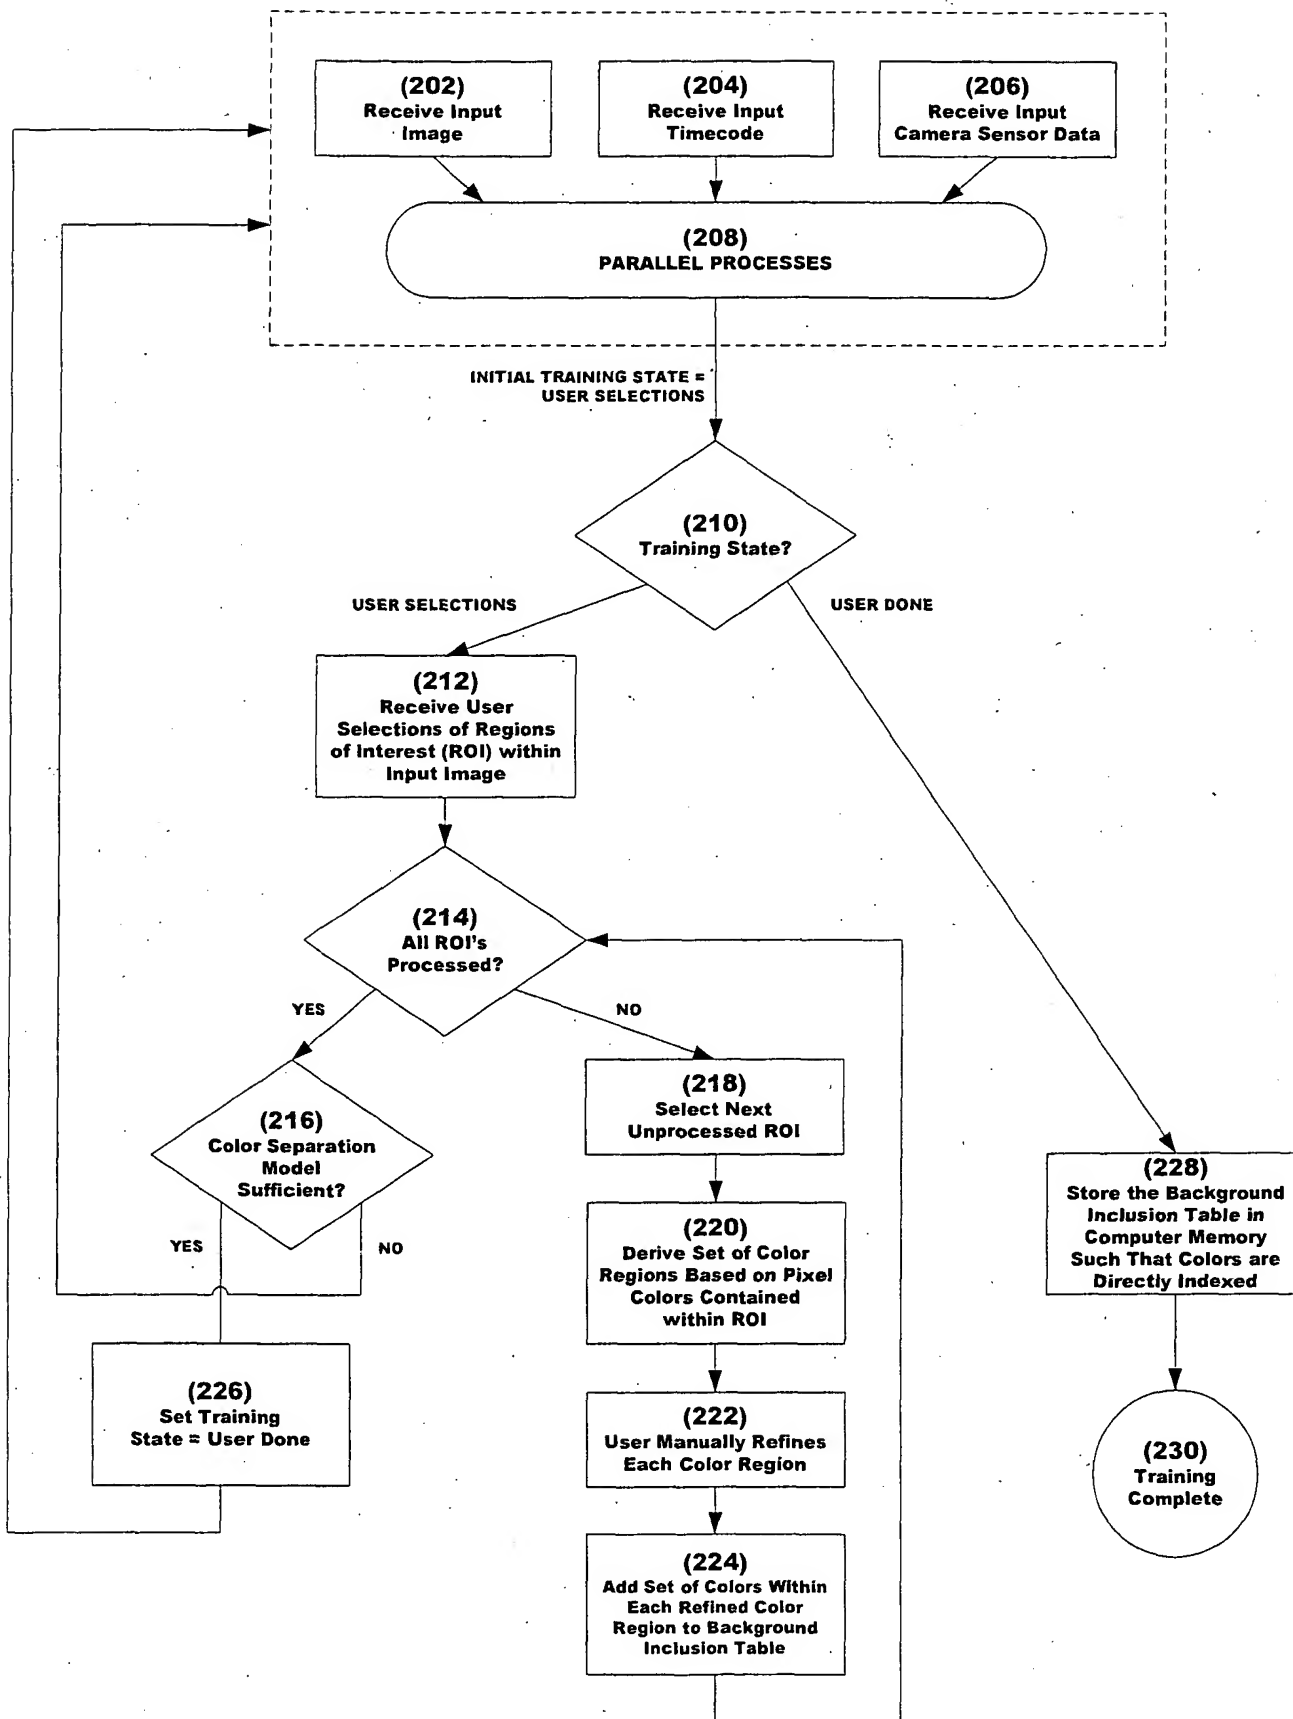 (202)
Receive Input
Image
(204)
Receive Input
Timecode
(206)
Receive Input
Camera Sensor Data
(208)
PARALLEL PROCESSES
INITIAL TRAINING STATE =
USER SELECTIONS
(210)
Training State?
USER SELECTIONS
USER DONE
(212)
Receive User
Selections of Regions
of Interest (ROI) within
Input Image
(214)
All ROI's
Processed?
YES
NO
(216)
Color Separation
Model
Sufficient?
YES
NO
(218)
Select Next
Unprocessed ROI
(220)
Derive Set of Color
Regions Based on Pixel
Colors Contained
within ROI
(222)
User Manually Refines
Each Color Region
(224)
Add Set of Colors Within
Each Refined Color
Region to Background
Inclusion Table
(226)
Set Training
State = User Done
(228)
Store the Background
Inclusion Table in
Computer Memory
Such That Colors are
Directly Indexed
(230)
Training
Complete